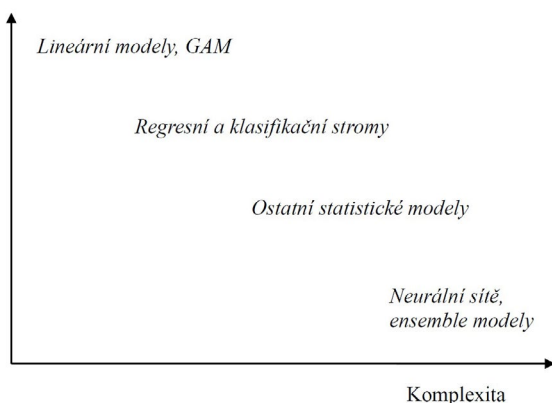 Lineární modely, GAM
Regresní a klasifikační stromy
Ostatní statistické modely
Neurální sítě,
ensemble modely
Komplexita